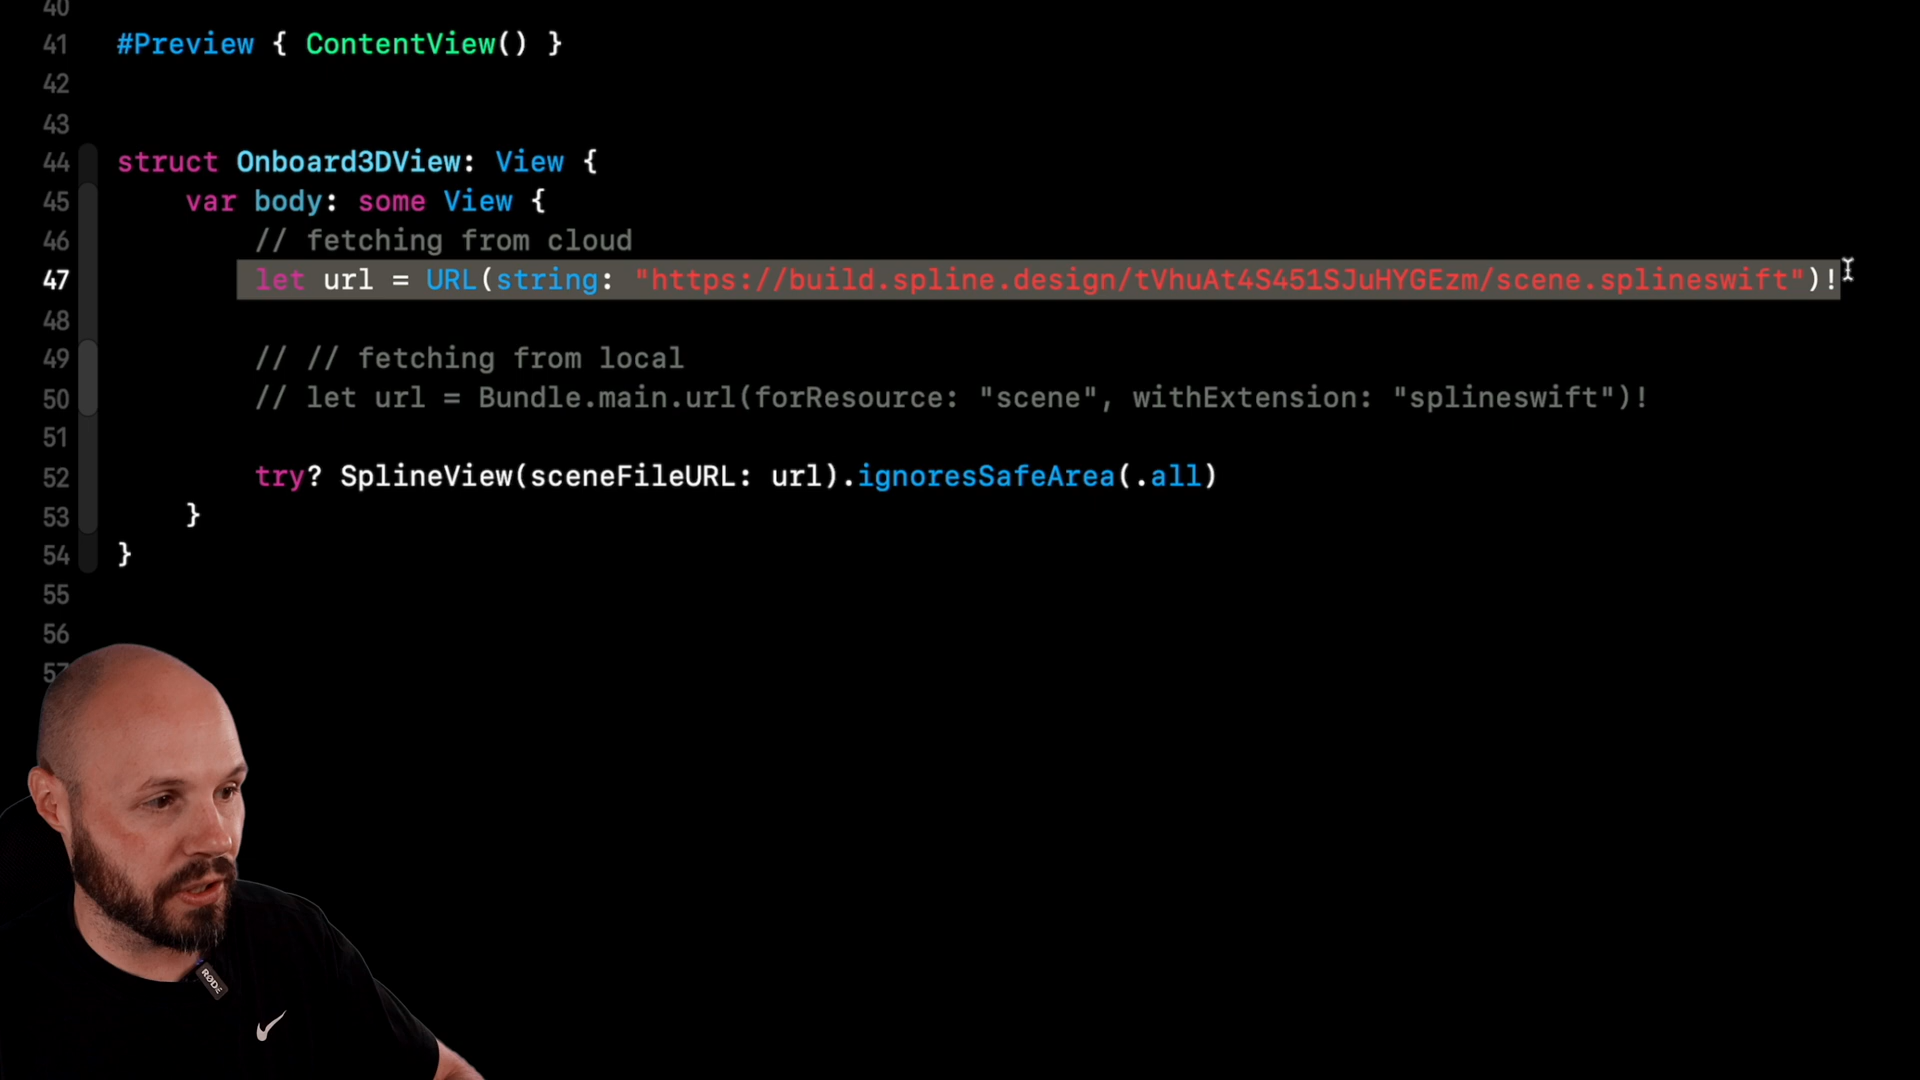 40
41 #Preview { ContentView() }
42
43
44 struct Onboard3DView: View {
45 var body: some View {
46 // fetching from cloud
47 let url = URL(string: "https://build.spline.design/tVhuAt4S451SJuHYGEzm/scene.splineswift")!
48
49 // // fetching from local
50 // let url = Bundle.main.url(forResource: "scene", withExtension: "splineswift")!
51
52 try? SplineView(sceneFileURL: url).ignoresSafeArea(.all)
53 }
54 }
55
56
57
RØDE